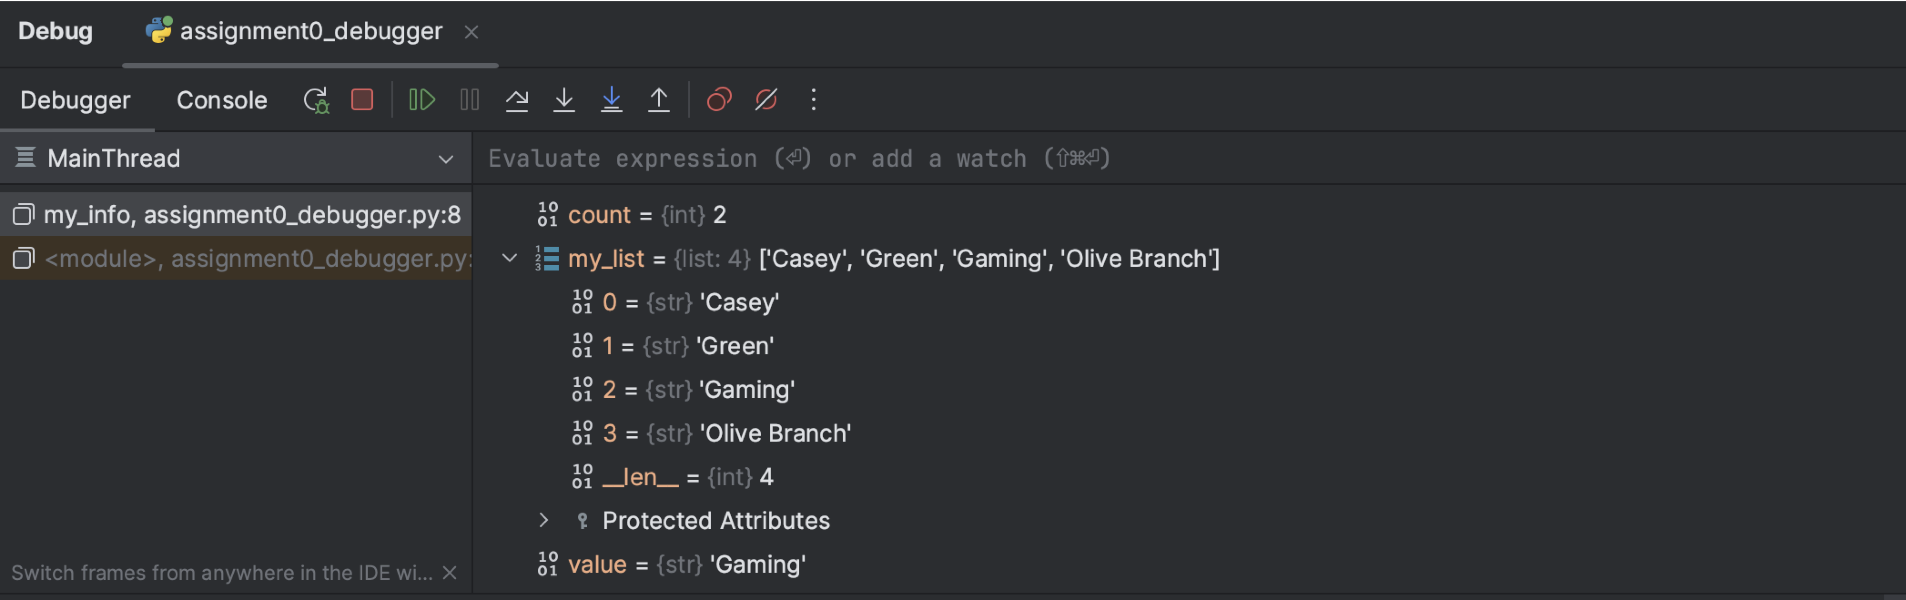 Debug assignment0_debugger
Debugger Console
MainThread Evaluate expression (⏎) or add a watch (⇧⌘⏎)
my_info, assignment0_debugger.py:8
<module>, assignment0_debugger.py:
count = {int} 2
my_list = {list: 4} ['Casey', 'Green', 'Gaming', 'Olive Branch']
0 = {str} 'Casey'
1 = {str} 'Green'
2 = {str} 'Gaming'
3 = {str} 'Olive Branch'
__len__ = {int} 4
Protected Attributes
value = {str} 'Gaming'
Switch frames from anywhere in the IDE wi...